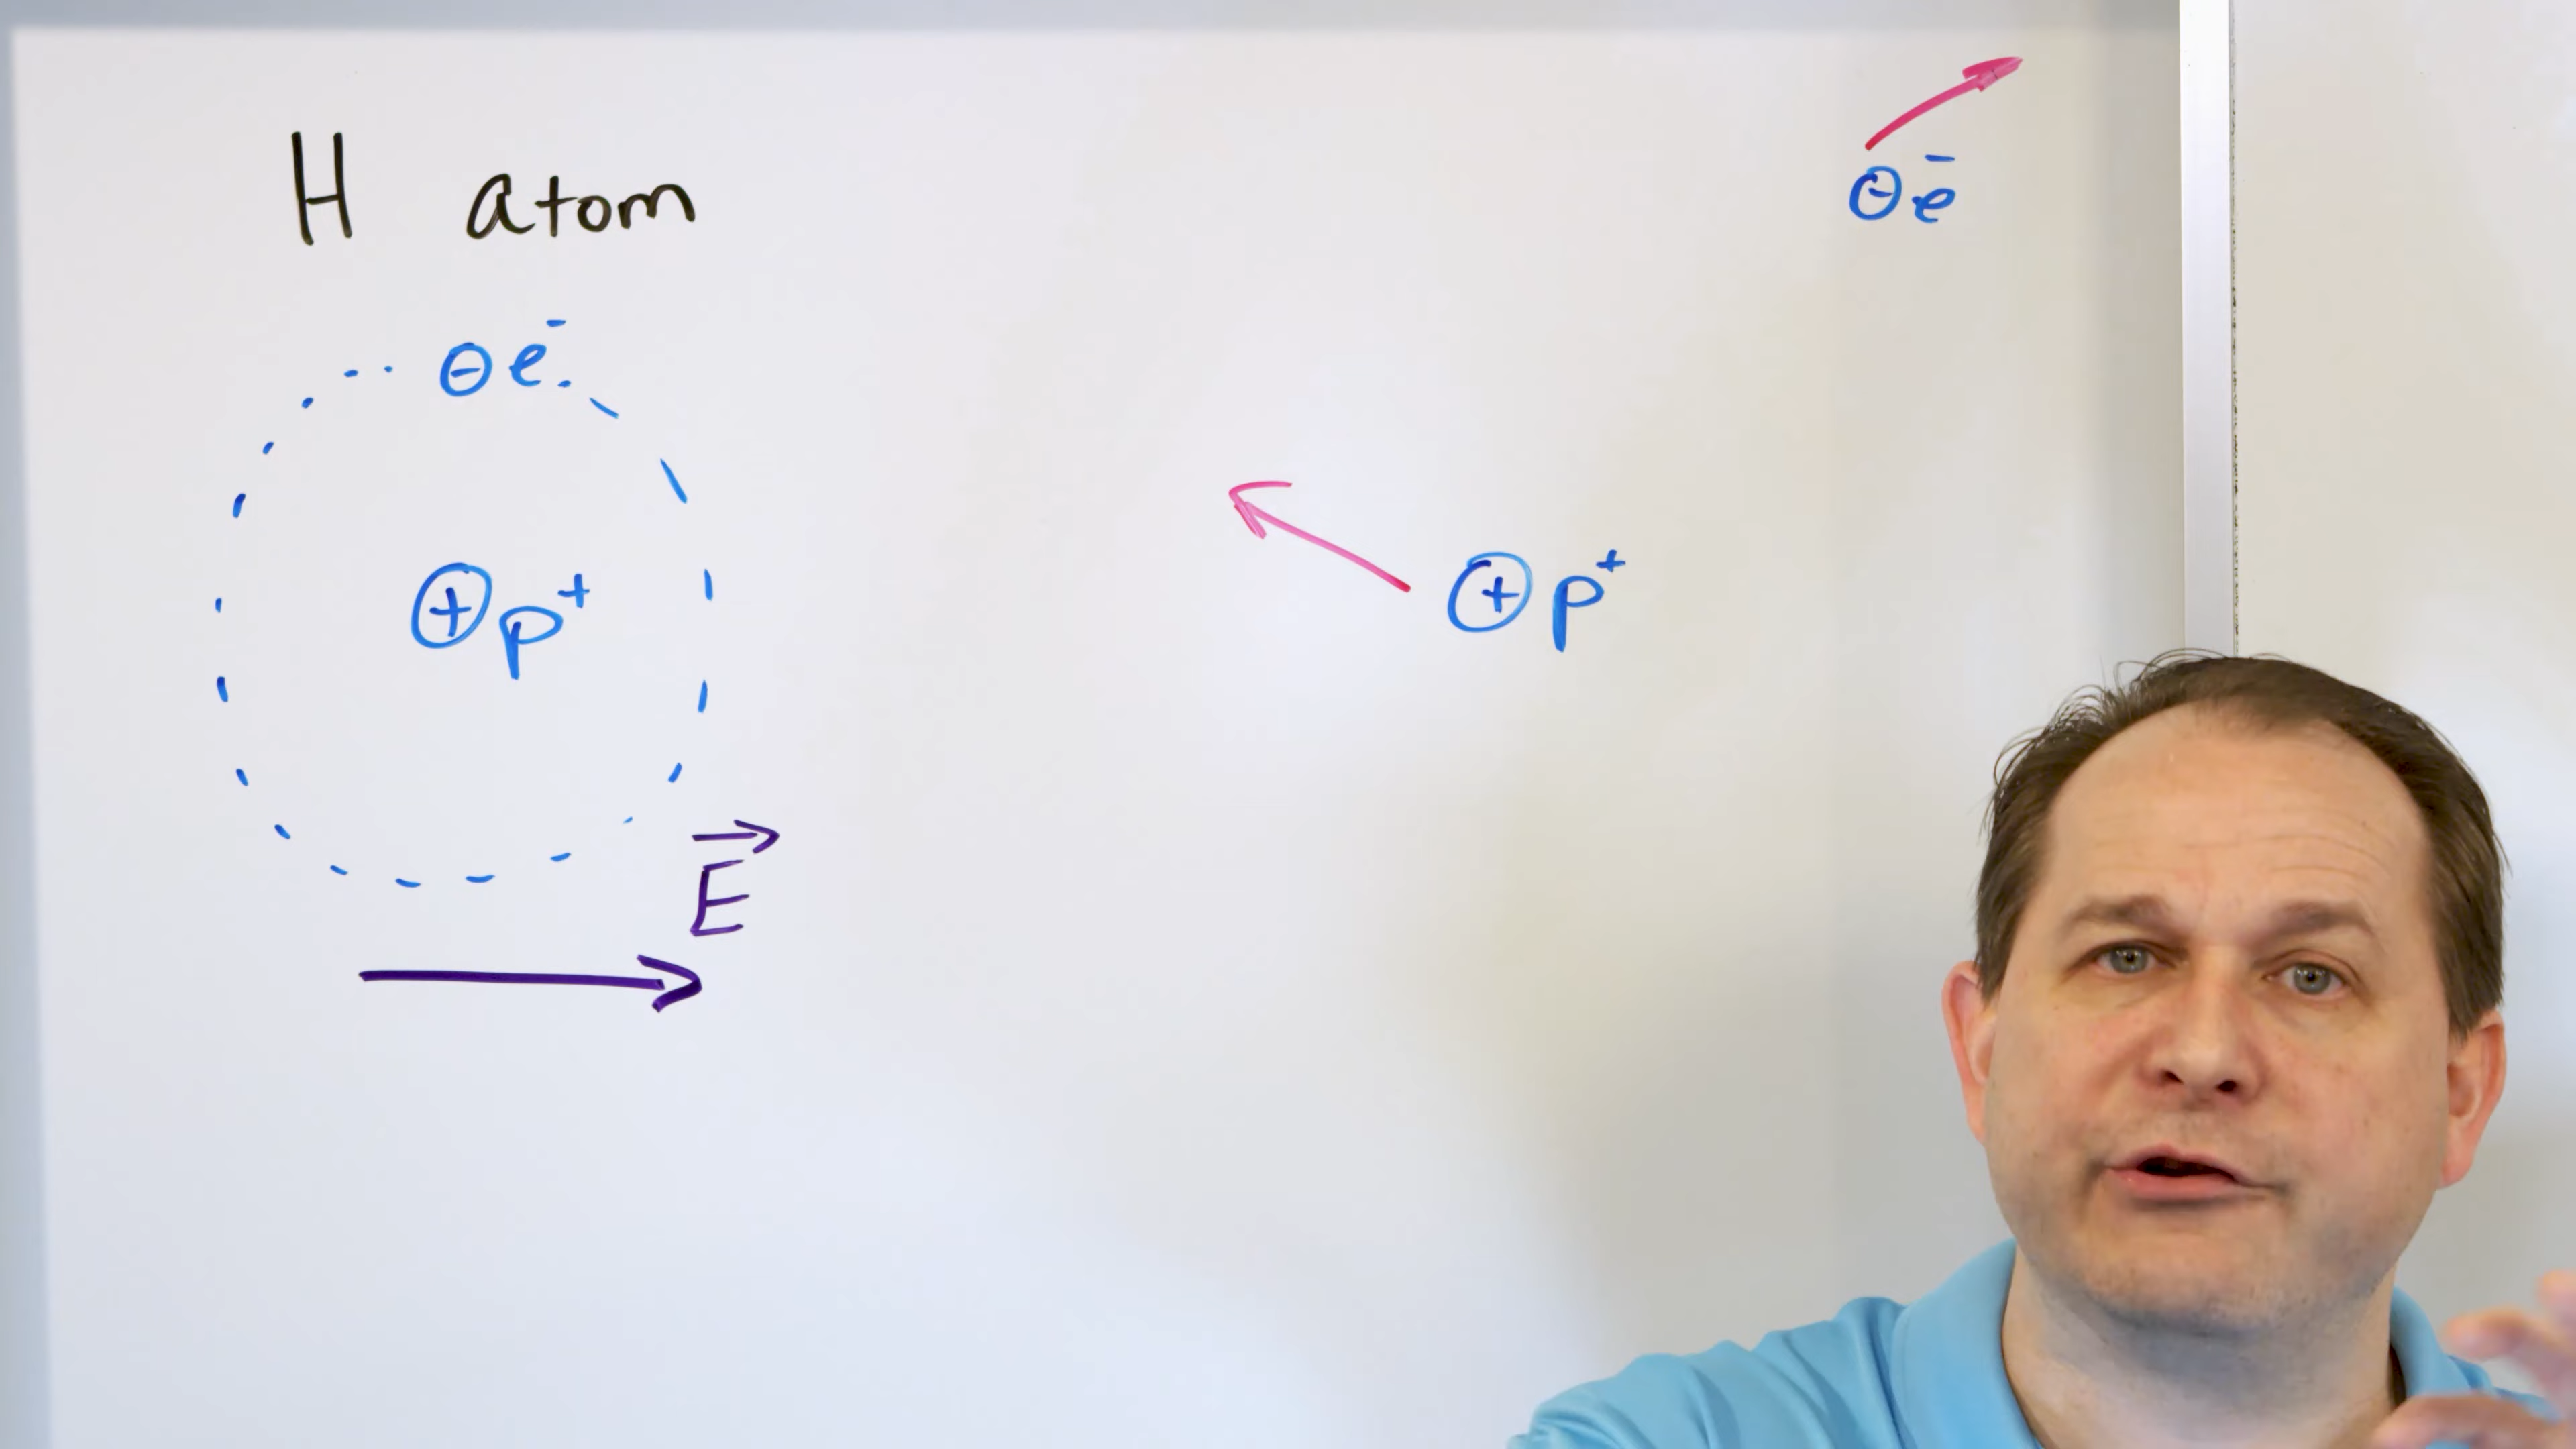 H atom
⊖ e⁻
⊕ p⁺
E⃗
⊖ e⁻
⊕ p⁺